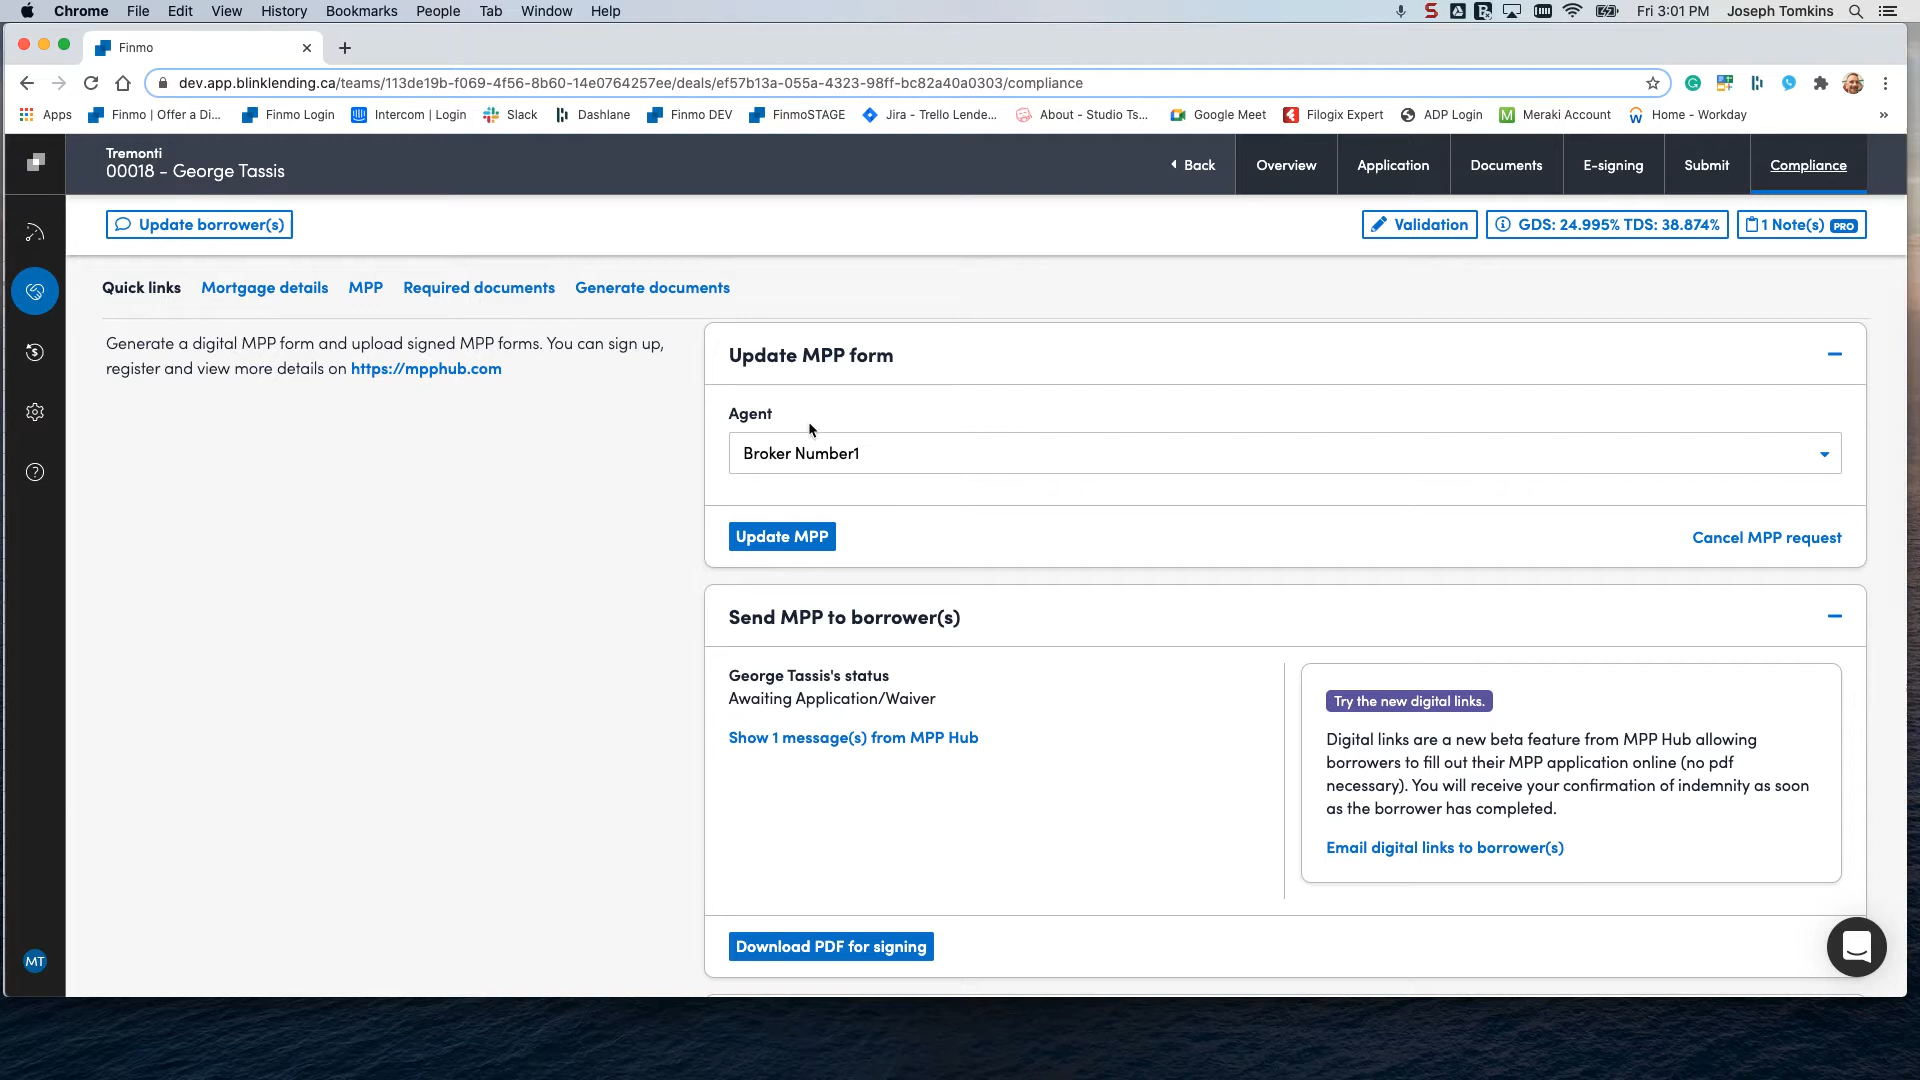 Chrome File Edit View History Bookmarks People Tab Window Help Fri 3:01 PM Joseph Tomkins
Finmo
dev.app.blinklending.ca/teams/113de19b-f069-4f56-8b60-14e0764257ee/deals/ef57b13a-055a-4323-98ff-bc82a40a0303/compliance
Apps Finmo | Offer a Di... Finmo Login Intercom | Login Slack Dashlane Finmo DEV FinmoSTAGE Jira - Trello Lende... About - Studio Ts... Google Meet Filogix Expert ADP Login Meraki Account Home - Workday »
Tremonti
00018 - George Tassis
Back Overview Application Documents E-signing Submit Compliance
Update borrower(s) Validation GDS: 24.995% TDS: 38.874% 1 Note(s) PRO
Quick links Mortgage details MPP Required documents Generate documents
Generate a digital MPP form and upload signed MPP forms. You can sign up,
register and view more details on https://mpphub.com
Update MPP form
Agent
Broker Number1
Update MPP Cancel MPP request
Send MPP to borrower(s)
George Tassis's status
Awaiting Application/Waiver
Show 1 message(s) from MPP Hub
Try the new digital links.
Digital links are a new beta feature from MPP Hub allowing
borrowers to fill out their MPP application online (no pdf
necessary). You will receive your confirmation of indemnity as soon
as the borrower has completed.
Email digital links to borrower(s)
Download PDF for signing
MT